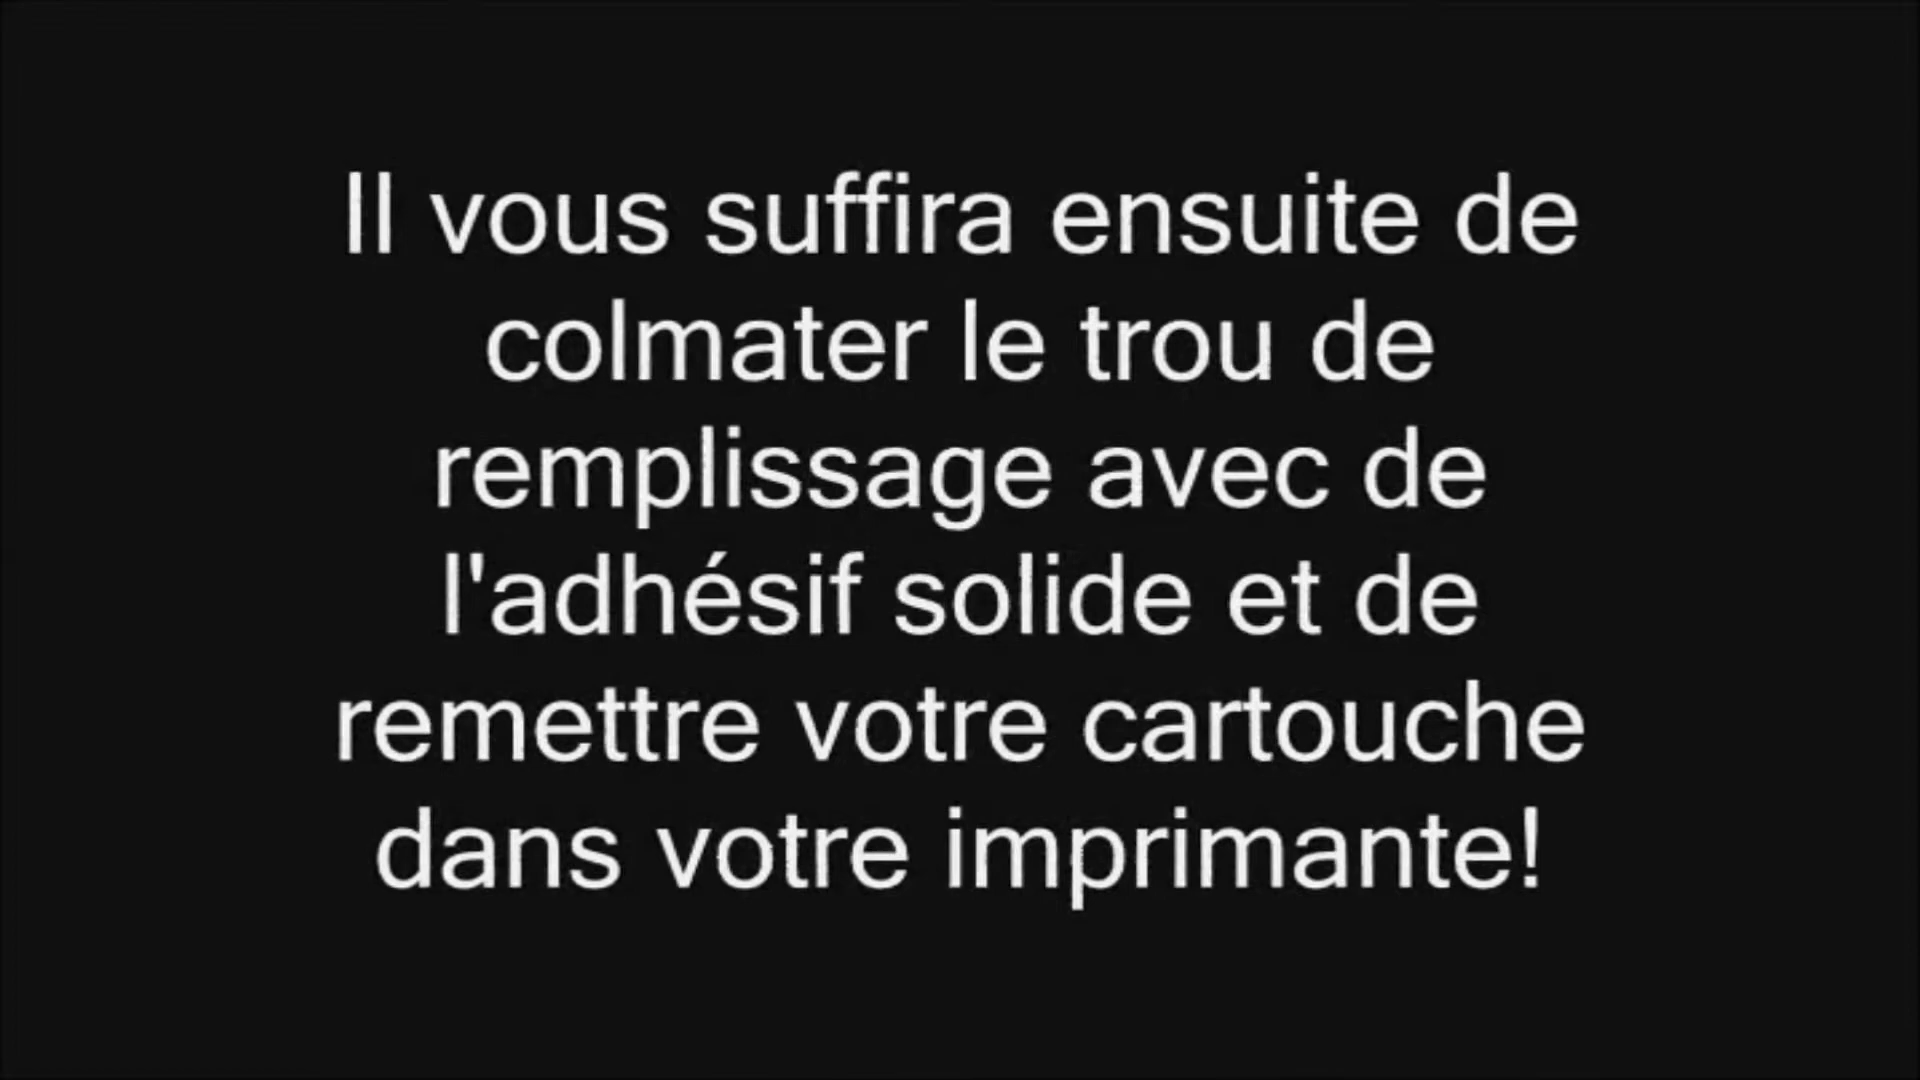 Il vous suffira ensuite de
colmater le trou de
remplissage avec de
l'adhésif solide et de
remettre votre cartouche
dans votre imprimante!